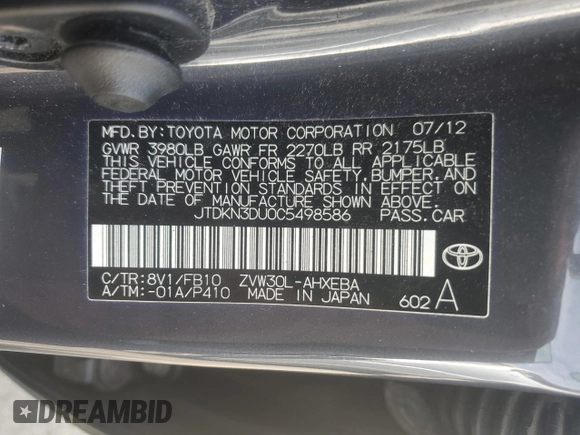 MFD. BY: TOYOTA MOTOR CORPORATION 07/12
GVWR 3980LB GAWR FR 2270LB RR 2175LB
THIS VEHICLE CONFORMS TO ALL APPLICABLE
FEDERAL MOTOR VEHICLE SAFETY, BUMPER, AND
THEFT PREVENTION STANDARDS IN EFFECT ON
THE DATE OF MANUFACTURE SHOWN ABOVE.
JTDKN3DU0C5498586 PASS.CAR
C/TR:8V1/FB10 ZVW30L-AHXEBA
A/TM:-01A/P410 MADE IN JAPAN 602 A
DREAMBID